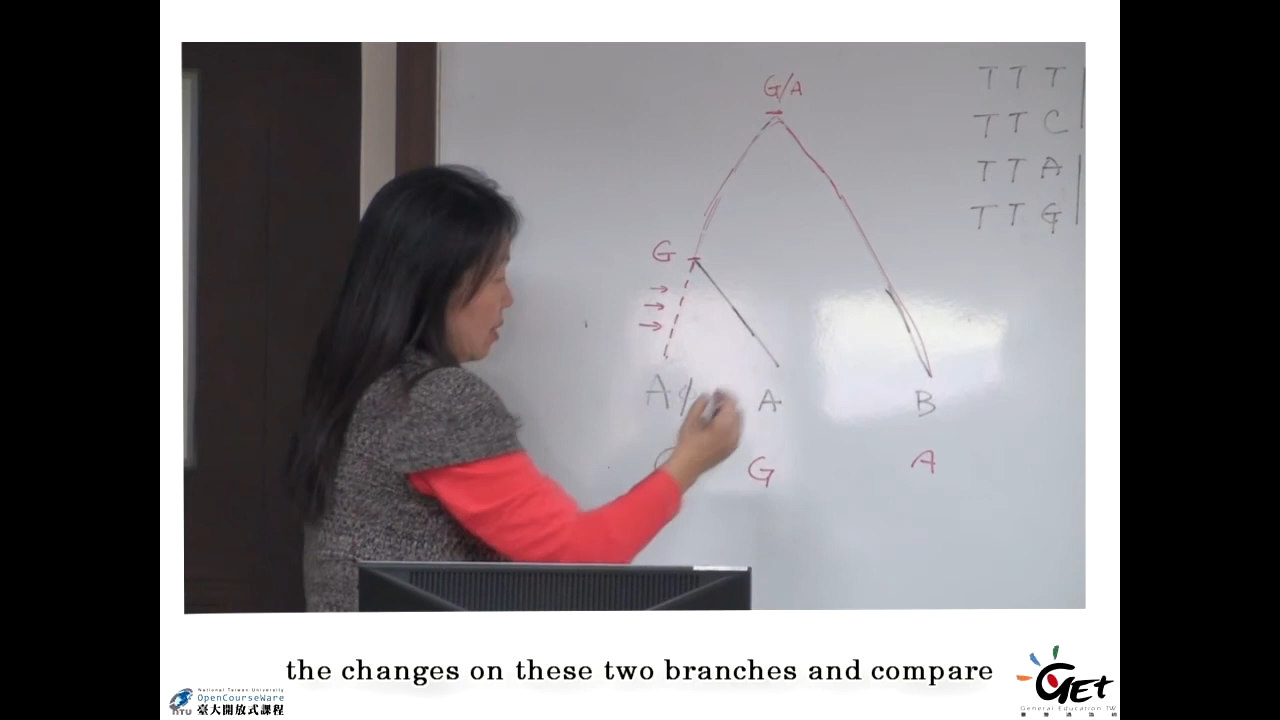 G/A
T T T
T T C
T T A
T T G
G
A
A
B
G
A
the changes on these two branches and compare
National Taiwan University
OpenCourseWare
NTU
臺大開放式課程
GET
General Education TW